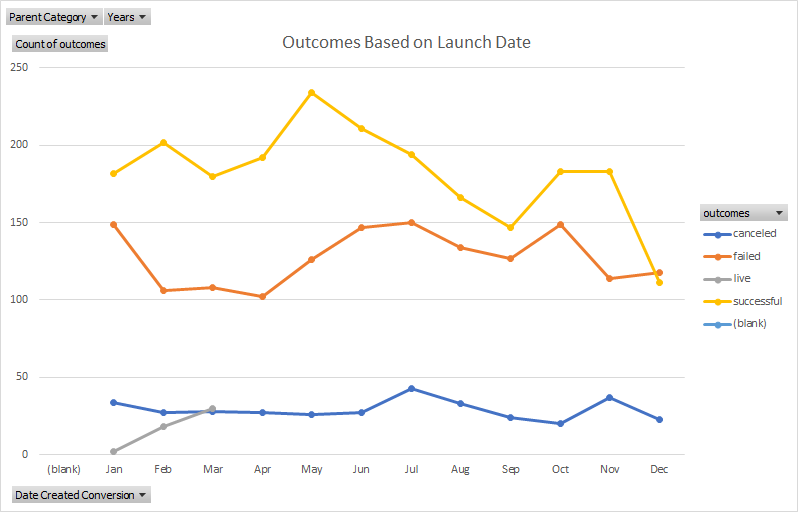 Parent Category Years
Count of outcomes
Outcomes Based on Launch Date
250
200
150
100
50
0
(blank) Jan Feb Mar Apr May Jun Jul Aug Sep Oct Nov Dec
outcomes
canceled
failed
live
successful
(blank)
Date Created Conversion